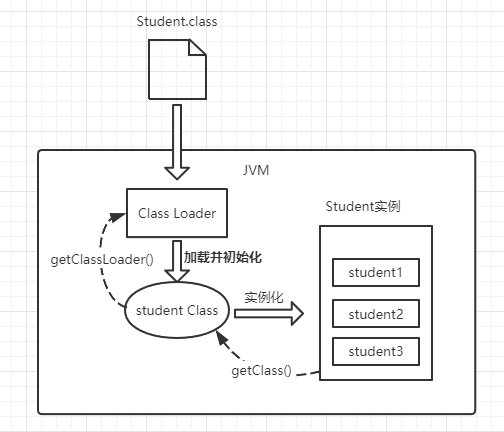 Student.class
JVM
Class Loader
Student实例
getClassLoader()
加载并初始化
student1
student Class
实例化
student2
student3
getClass()